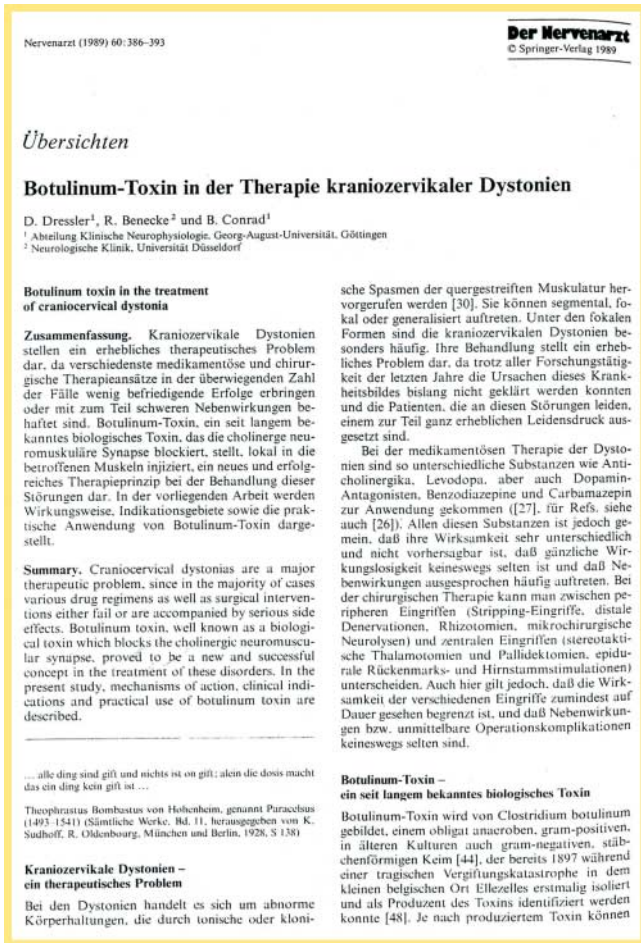 Nervenarzt (1989) 60:386–393
Der Nervenarzt
© Springer-Verlag 1989
Übersichten
Botulinum-Toxin in der Therapie kraniozervikaler Dystonien
D. Dressler¹, R. Benecke² und B. Conrad¹
¹ Abteilung Klinische Neurophysiologie, Georg-August-Universität, Göttingen
² Neurologische Klinik, Universität Düsseldorf
Botulinum toxin in the treatment
of craniocervical dystonia
Zusammenfassung. Kraniozervikale Dystonien
stellen ein erhebliches therapeutisches Problem
dar, da verschiedenste medikamentöse und chirur-
gische Therapieansätze in der überwiegenden Zahl
der Fälle wenig befriedigende Erfolge erbringen
oder mit zum Teil schweren Nebenwirkungen be-
haftet sind. Botulinum-Toxin, ein seit langem be-
kanntes biologisches Toxin, das die cholinerge neu-
romuskuläre Synapse blockiert, stellt, lokal in die
betroffenen Muskeln injiziert, ein neues und erfolg-
reiches Therapieprinzip bei der Behandlung dieser
Störungen dar. In der vorliegenden Arbeit werden
Wirkungsweise, Indikationsgebiete sowie die prak-
tische Anwendung von Botulinum-Toxin darge-
stellt.
Summary. Craniocervical dystonias are a major
therapeutic problem, since in the majority of cases
various drug regimens as well as surgical interven-
tions either fail or are accompanied by serious side
effects. Botulinum toxin, well known as a biologi-
cal toxin which blocks the cholinergic neuromuscu-
lar synapse, proved to be a new and successful
concept in the treatment of these disorders. In the
present study, mechanisms of action, clinical indi-
cations and practical use of botulinum toxin are
described.
... alle ding sind gift und nichts ist on gift; alein die dosis macht
das ein ding kein gift ist ...
Theophrastus Bombastus von Hohenheim, genannt Paracelsus
(1493–1541) (Sämtliche Werke, Bd. 11, herausgegeben von K.
Sudhoff, R. Oldenbourg, München und Berlin, 1928, S 138)
Kraniozervikale Dystonien –
ein therapeutisches Problem
Bei den Dystonien handelt es sich um abnorme
Körperhaltungen, die durch tonische oder kloni-
sche Spasmen der quergestreiften Muskulatur her-
vorgerufen werden [30]. Sie können segmental, fo-
kal oder generalisiert auftreten. Unter den fokalen
Formen sind die kraniozervikalen Dystonien be-
sonders häufig. Ihre Behandlung stellt ein erheb-
liches Problem dar, da trotz aller Forschungstätig-
keit der letzten Jahre die Ursachen dieses Krank-
heitsbildes bislang nicht geklärt werden konnten
und die Patienten, die an diesen Störungen leiden,
einem zur Teil ganz erheblichen Leidensdruck aus-
gesetzt sind.
Bei der medikamentösen Therapie der Dysto-
nien sind so unterschiedliche Substanzen wie Anti-
cholinergika, Levodopa, aber auch Dopamin-
Antagonisten, Benzodiazepine und Carbamazepin
zur Anwendung gekommen ([27], für Refs. siehe
auch [26]). Allen diesen Substanzen ist jedoch ge-
mein, daß ihre Wirksamkeit sehr unterschiedlich
und nicht vorhersagbar ist, daß gänzliche Wir-
kungslosigkeit keineswegs selten ist und daß Ne-
benwirkungen ausgesprochen häufig auftreten. Bei
der chirurgischen Therapie kann man zwischen pe-
ripheren Eingriffen (Stripping-Eingriffe, distale
Denervationen, Rhizotomien, mikrochirurgische
Neurolysen) und zentralen Eingriffen (stereotakti-
sche Thalamotomien und Pallidektomien, epidu-
rale Rückenmarks- und Hirnstammstimulationen)
unterscheiden. Auch hier gilt jedoch, daß die Wirk-
samkeit der verschiedenen Eingriffe zumindest auf
Dauer gesehen begrenzt ist, und daß Nebenwirkun-
gen bzw. unmittelbare Operationskomplikationen
keineswegs selten sind.
Botulinum-Toxin –
ein seit langem bekanntes biologisches Toxin
Botulinum-Toxin wird von Clostridium botulinum
gebildet, einem obligat anaeroben, gram-positiven,
in älteren Kulturen auch gram-negativen, stäb-
chenförmigen Keim [44], der bereits 1897 während
einer tragischen Vergiftungskatastrophe in dem
kleinen belgischen Ort Ellezelles erstmalig isoliert
und als Produzent des Toxins identifiziert werden
konnte [48]. Je nach produziertem Toxin können